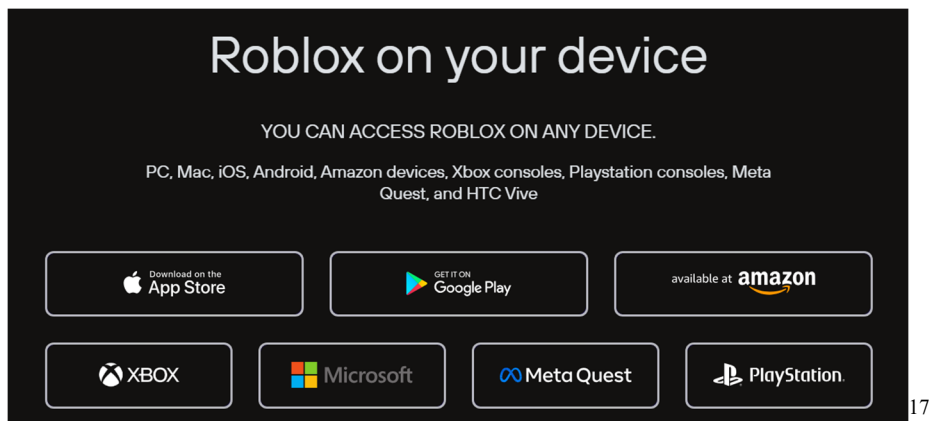 Roblox on your device
YOU CAN ACCESS ROBLOX ON ANY DEVICE.
PC, Mac, iOS, Android, Amazon devices, Xbox consoles, Playstation consoles, Meta
Quest, and HTC Vive
Download on the
App Store
GET IT ON
Google Play
available at amazon
XBOX
Microsoft
Meta Quest
PlayStation.
17